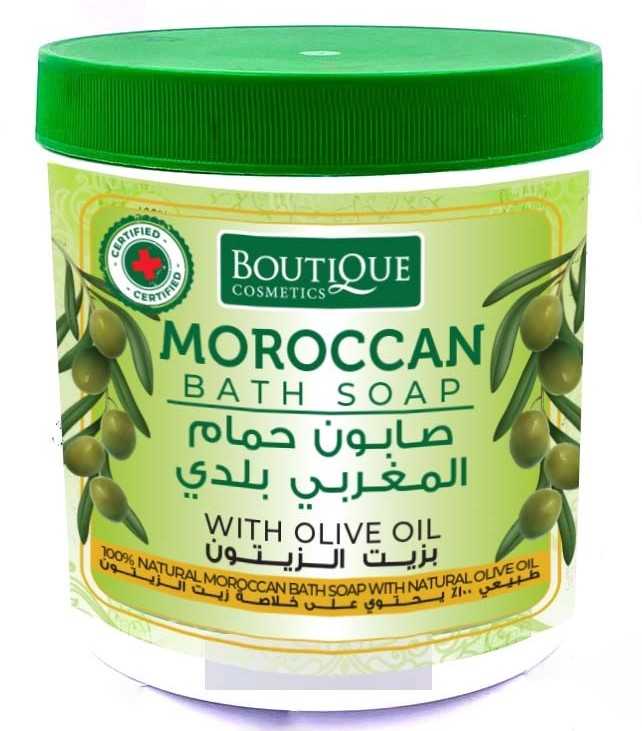 CERTIFIED
CERTIFIED
BOUTIQUE
COSMETICS
MOROCCAN
BATH SOAP
صابون حمام
المغربي بلدي
WITH OLIVE OIL
بزيت الزيتون
100% NATURAL MOROCCAN BATH SOAP WITH NATURAL OLIVE OIL
طبيعي ١٠٠٪ يحتوي على خلاصة زيت الزيتون